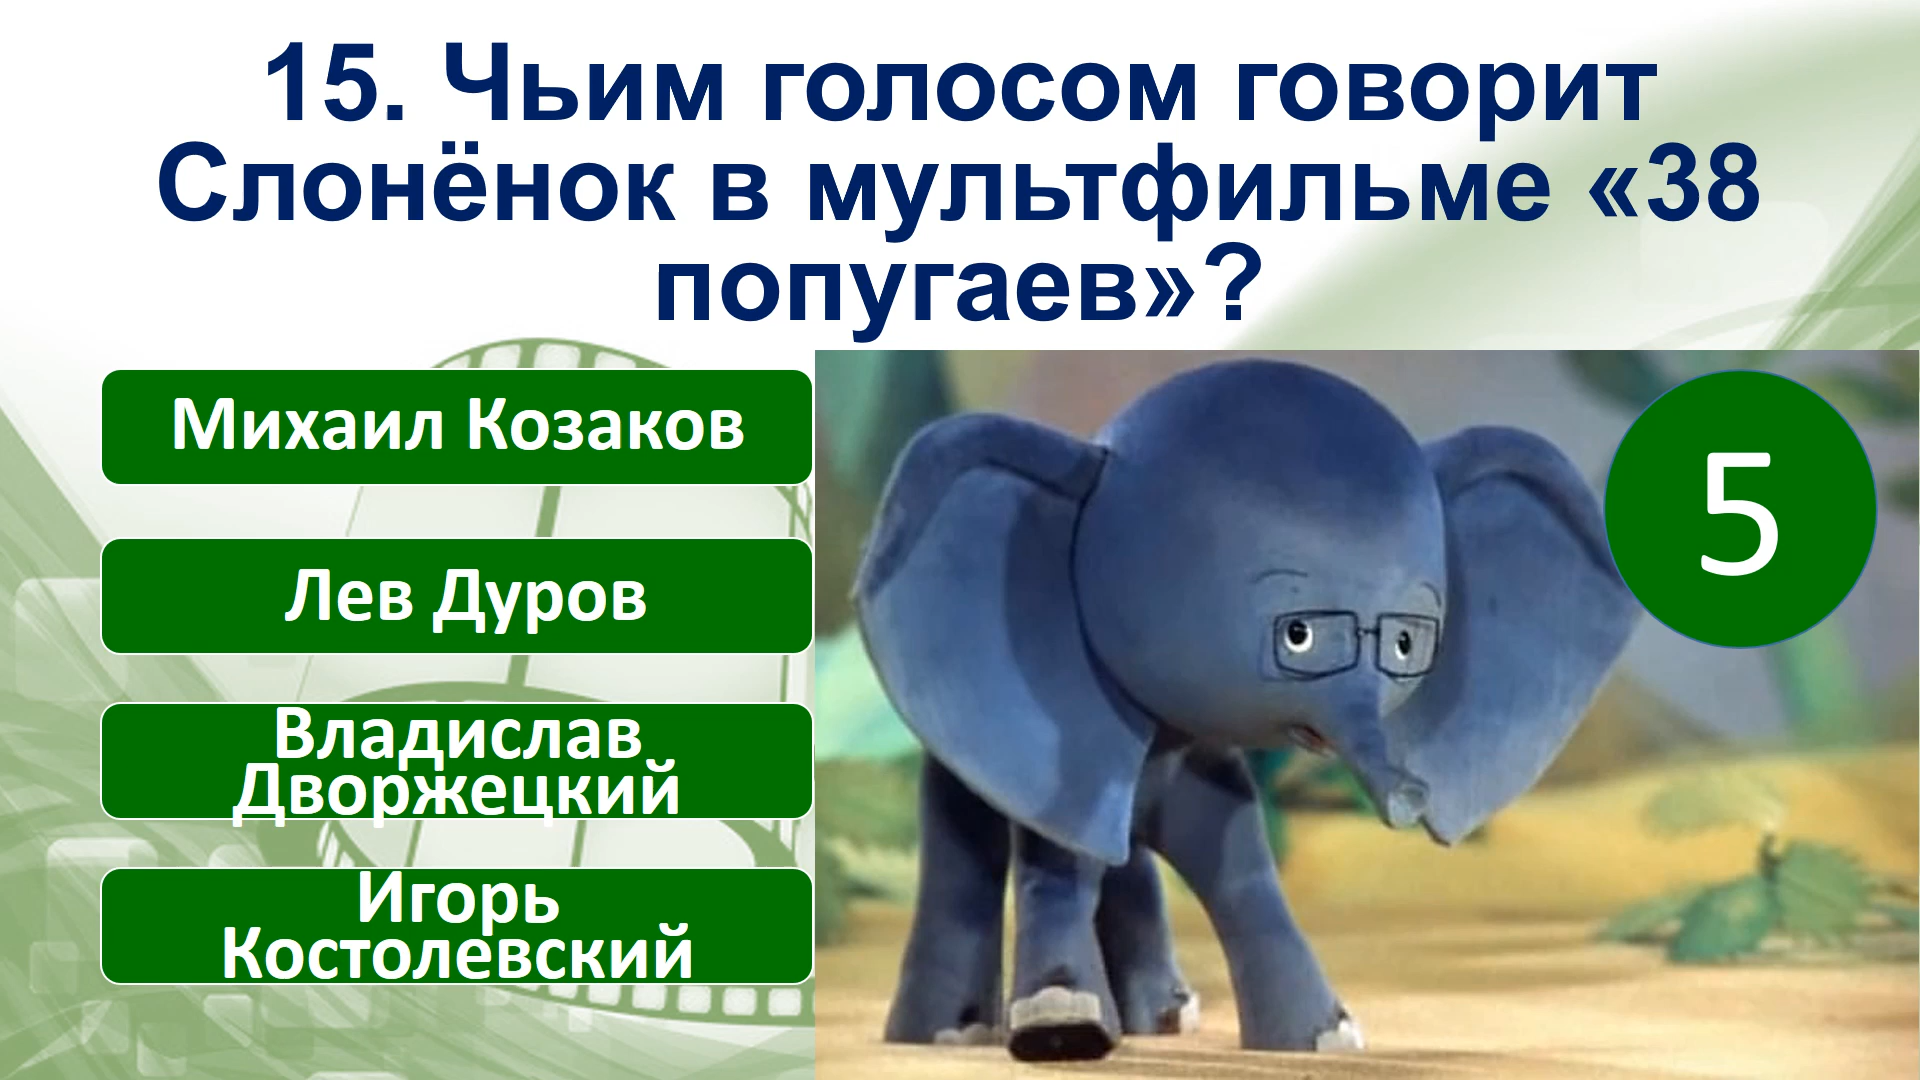 15. Чьим голосом говорит
Слонёнок в мультфильме «38
попугаев»?
Михаил Козаков
Лев Дуров
Владислав
Дворжецкий
Игорь
Костолевский
5